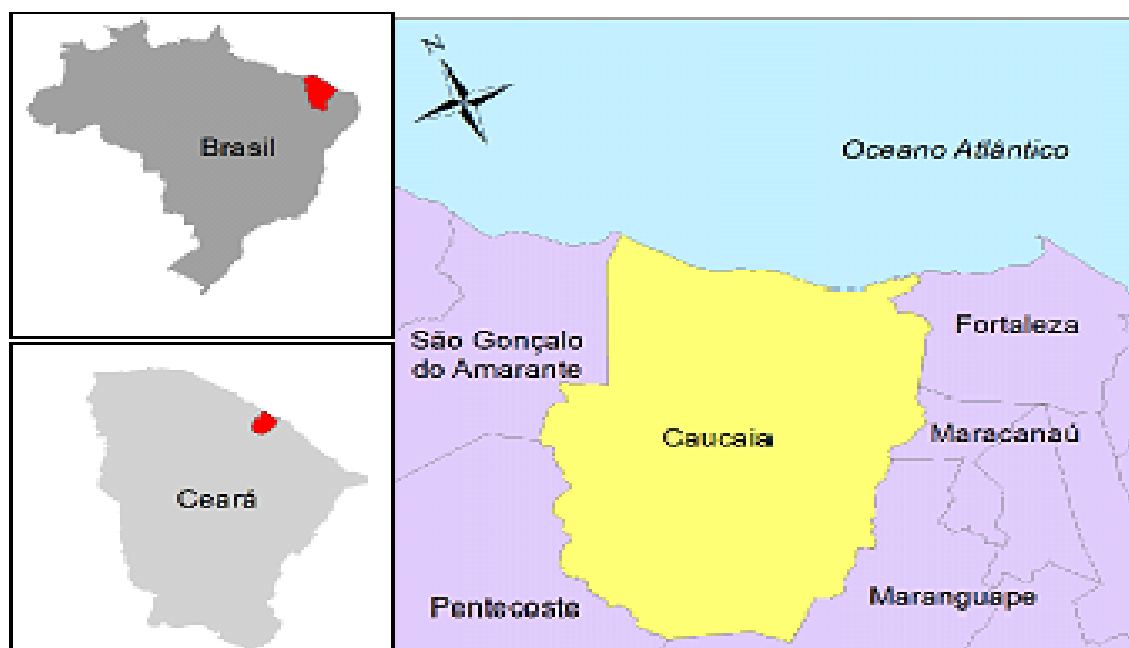 Brasil
Ceará
N
Oceano Atlântico
São Gonçalo
do Amarante
Fortaleza
Caucaia
Maracanaú
Pentecoste
Maranguape